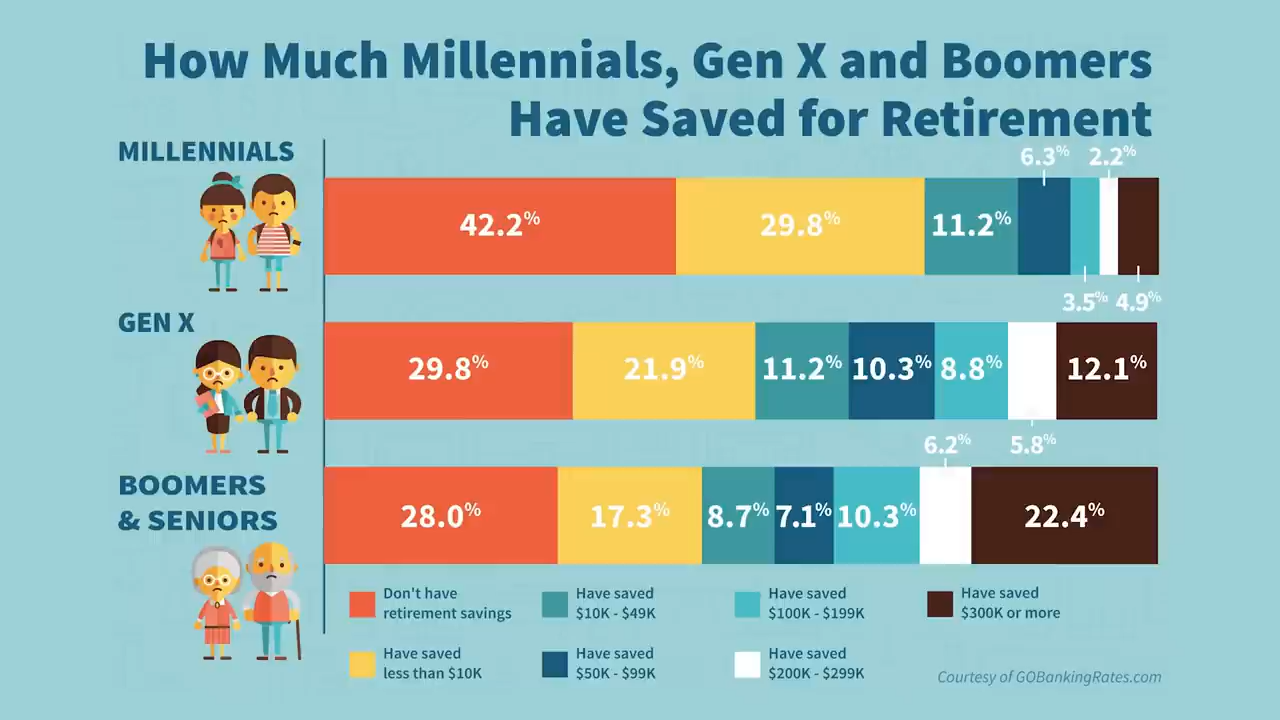 How Much Millennials, Gen X and Boomers
Have Saved for Retirement
MILLENNIALS
6.3% 2.2%
42.2% 29.8% 11.2%
3.5% 4.9%
GEN X
29.8% 21.9% 11.2% 10.3% 8.8% 12.1%
6.2% 5.8%
BOOMERS
& SENIORS
28.0% 17.3% 8.7% 7.1% 10.3% 22.4%
Don't have
retirement savings
Have saved
$10K - $49K
Have saved
$100K - $199K
Have saved
$300K or more
Have saved
less than $10K
Have saved
$50K - $99K
Have saved
$200K - $299K
Courtesy of GOBankingRates.com